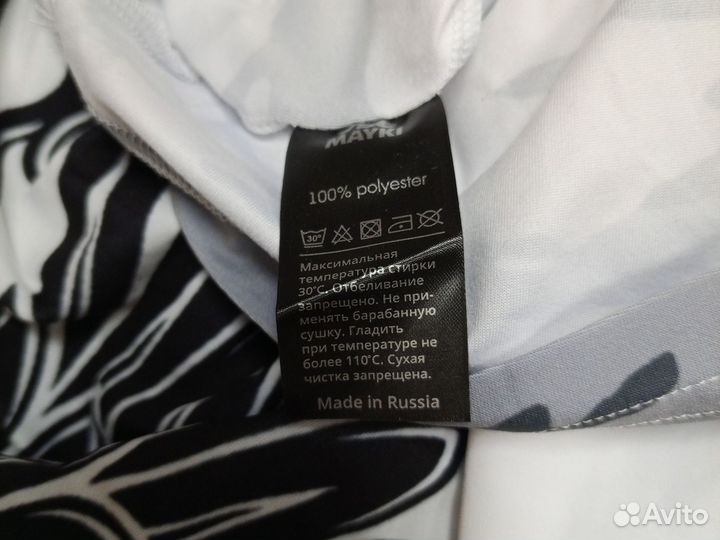 MAYKI
100% polyester
30°
Максимальная
температура стирки
30°С. Отбеливание
запрещено. Не при-
менять барабанную
сушку. Гладить
при температуре не
более 110°С. Сухая
чистка запрещена.
Made in Russia
Avito